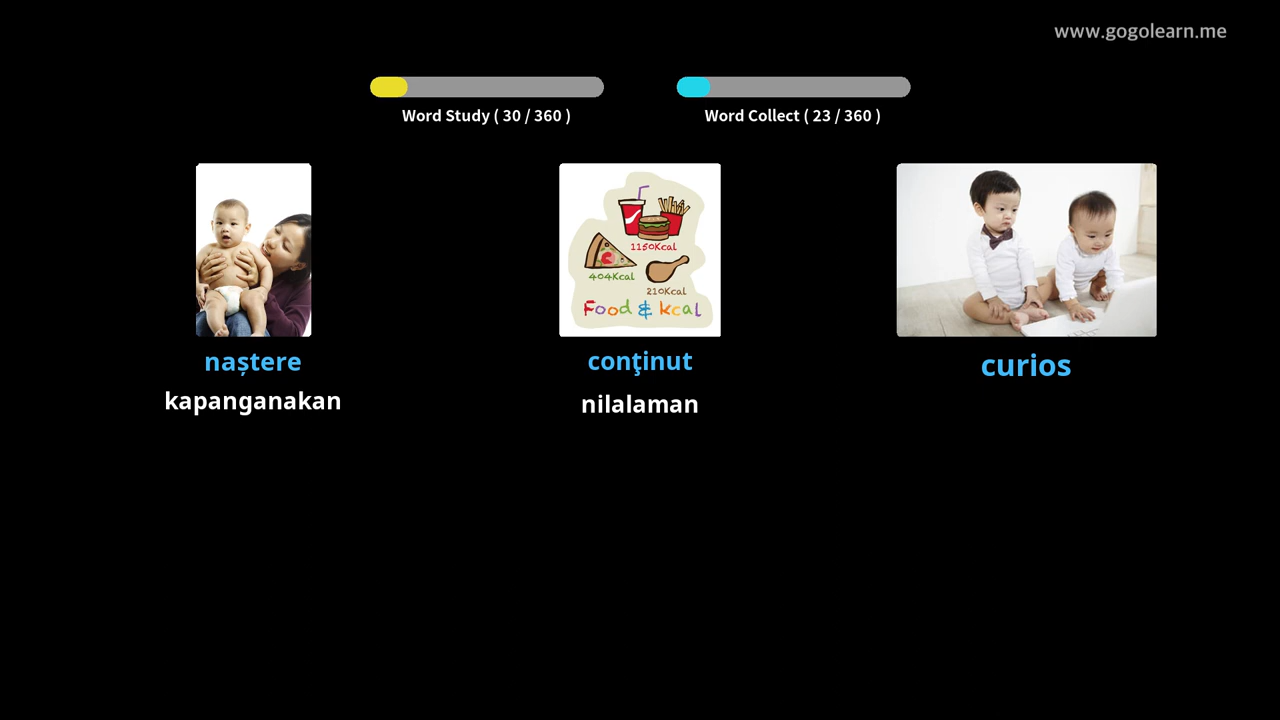 www.gogolearn.me
Word Study ( 30 / 360 )
Word Collect ( 23 / 360 )
1150Kcal
404Kcal
210Kcal
Food & kcal
naștere
conţinut
curios
kapanganakan
nilalaman